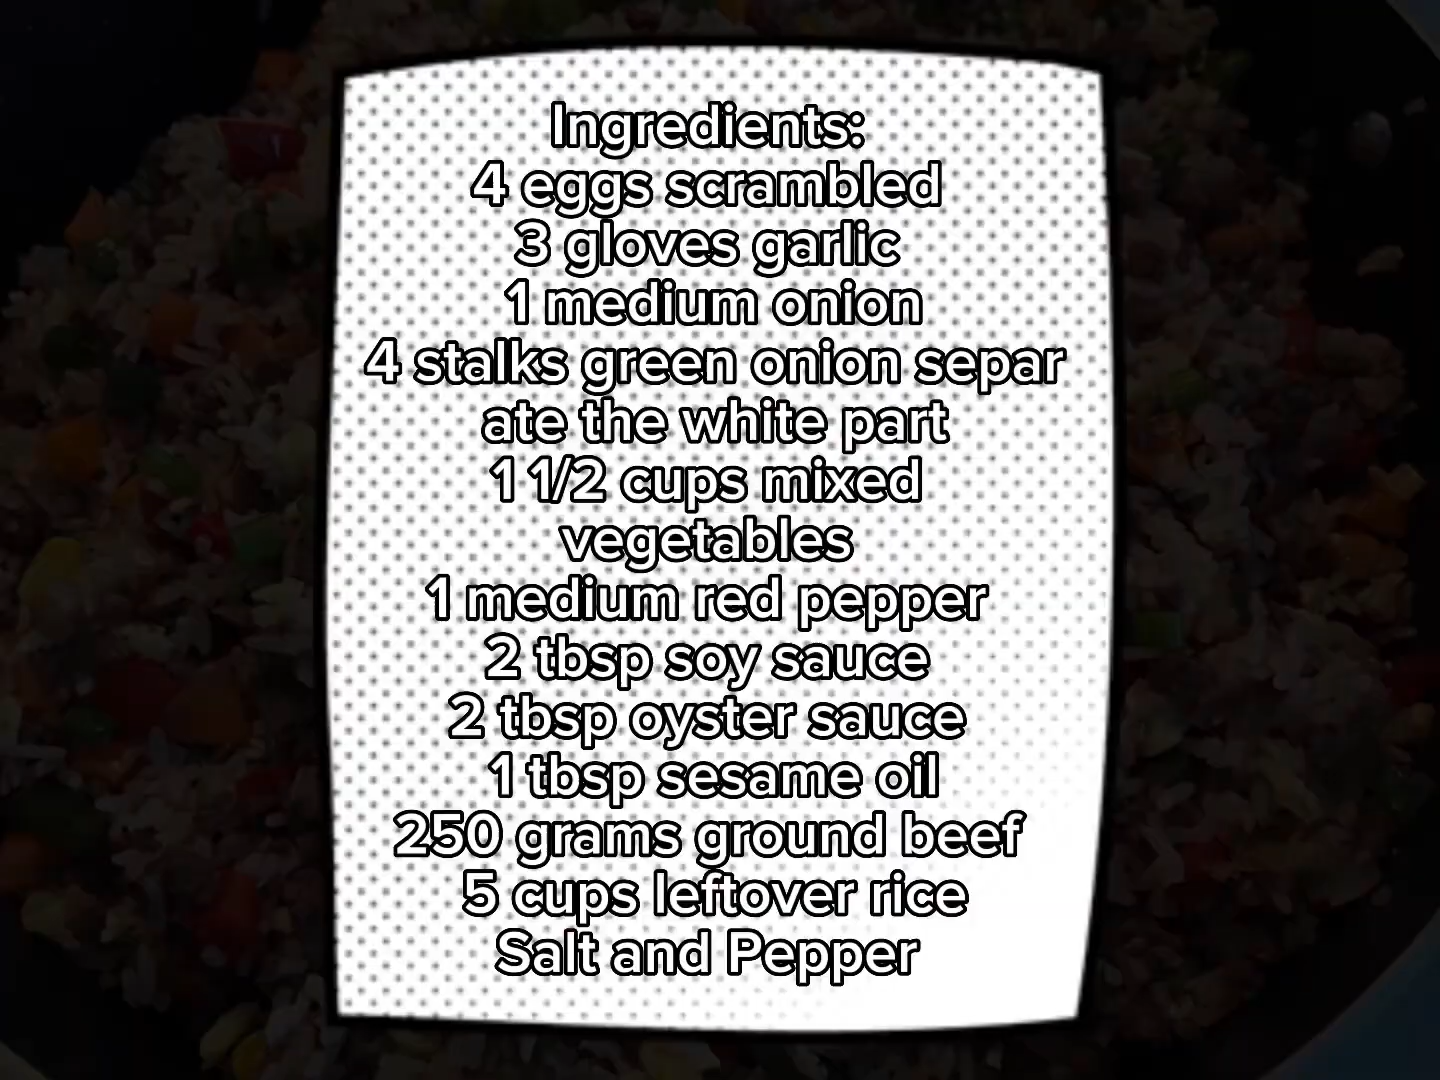 Ingredients:
4 eggs scrambled
3 gloves garlic
1 medium onion
4 stalks green onion separ
ate the white part
1 1/2 cups mixed
vegetables
1 medium red pepper
2 tbsp soy sauce
2 tbsp oyster sauce
1 tbsp sesame oil
250 grams ground beef
5 cups leftover rice
Salt and Pepper